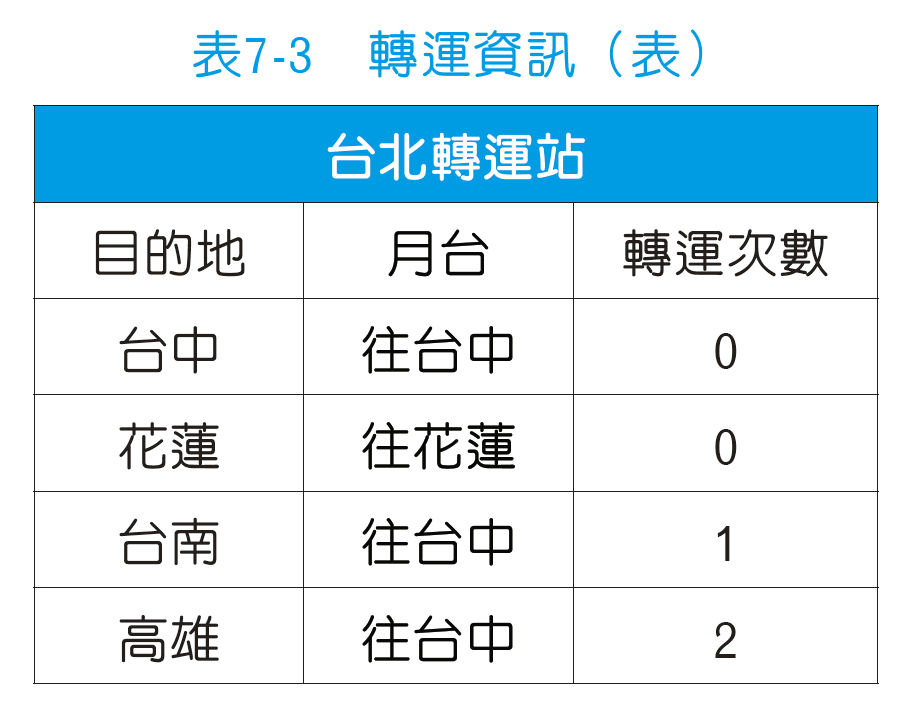 表7-3　轉運資訊（表）
台北轉運站
目的地 月台 轉運次數
台中 往台中 0
花蓮 往花蓮 0
台南 往台中 1
高雄 往台中 2